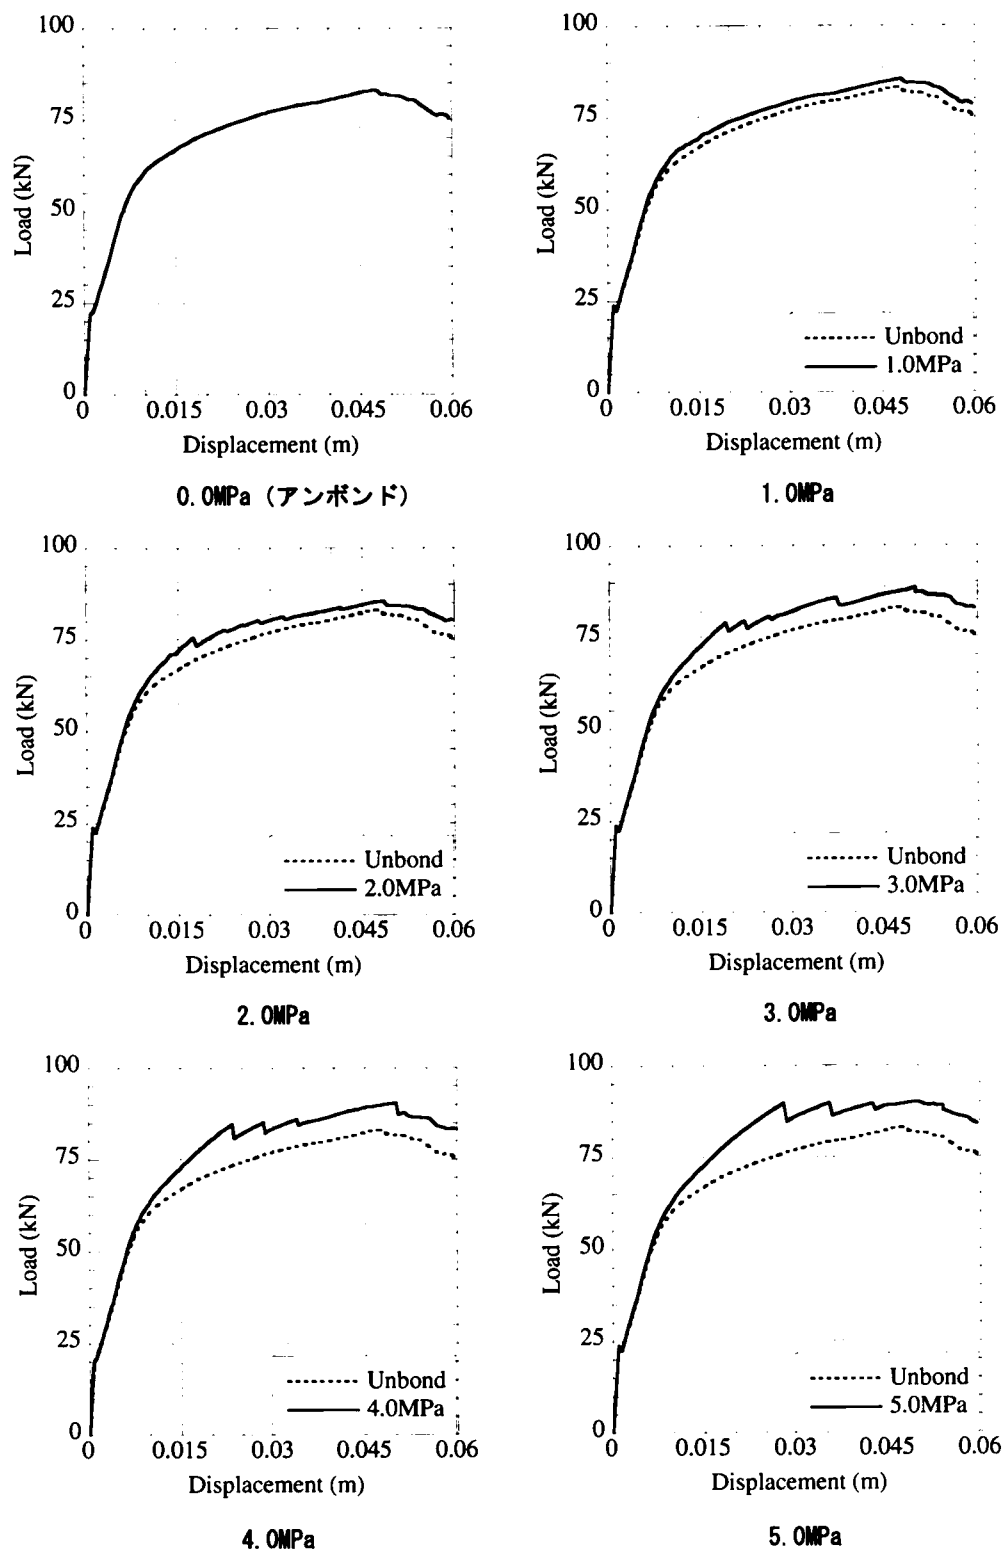 100
75
50
25
0
Load (kN)
0 0.015 0.03 0.045 0.06
Displacement (m)
0.0MPa (アンボンド)
100
75
50
25
0
Load (kN)
Unbond
1.0MPa
0 0.015 0.03 0.045 0.06
Displacement (m)
1.0MPa
100
75
50
25
0
Load (kN)
Unbond
2.0MPa
0 0.015 0.03 0.045 0.06
Displacement (m)
2.0MPa
100
75
50
25
0
Load (kN)
Unbond
3.0MPa
0 0.015 0.03 0.045 0.06
Displacement (m)
3.0MPa
100
75
50
25
0
Load (kN)
Unbond
4.0MPa
0 0.015 0.03 0.045 0.06
Displacement (m)
4.0MPa
100
75
50
25
0
Load (kN)
Unbond
5.0MPa
0 0.015 0.03 0.045 0.06
Displacement (m)
5.0MPa